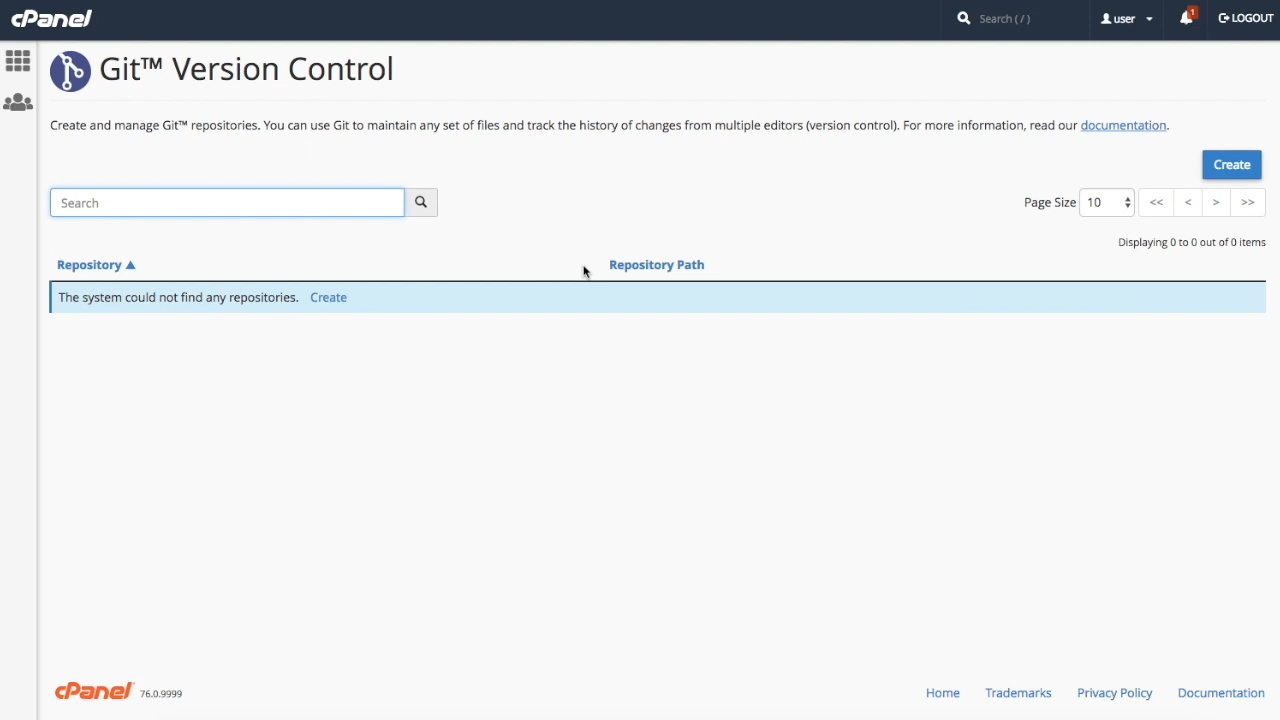 cPanel
Search ( / )
user
1
LOGOUT
Git™ Version Control
Create and manage Git™ repositories. You can use Git to maintain any set of files and track the history of changes from multiple editors (version control). For more information, read our documentation.
Create
Search
Page Size 10 << < > >>
Displaying 0 to 0 out of 0 items
Repository ▲ Repository Path
The system could not find any repositories. Create
cPanel 76.0.9999
Home Trademarks Privacy Policy Documentation